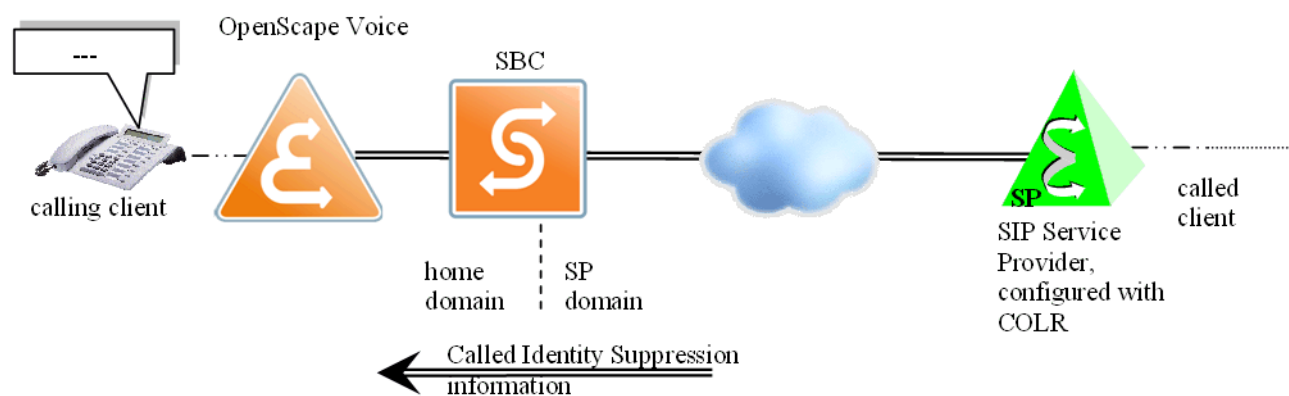 OpenScape Voice
---
SBC
calling client
SP
called
client
SIP Service
Provider,
configured with
COLR
home
domain
SP
domain
Called Identity Suppression
information